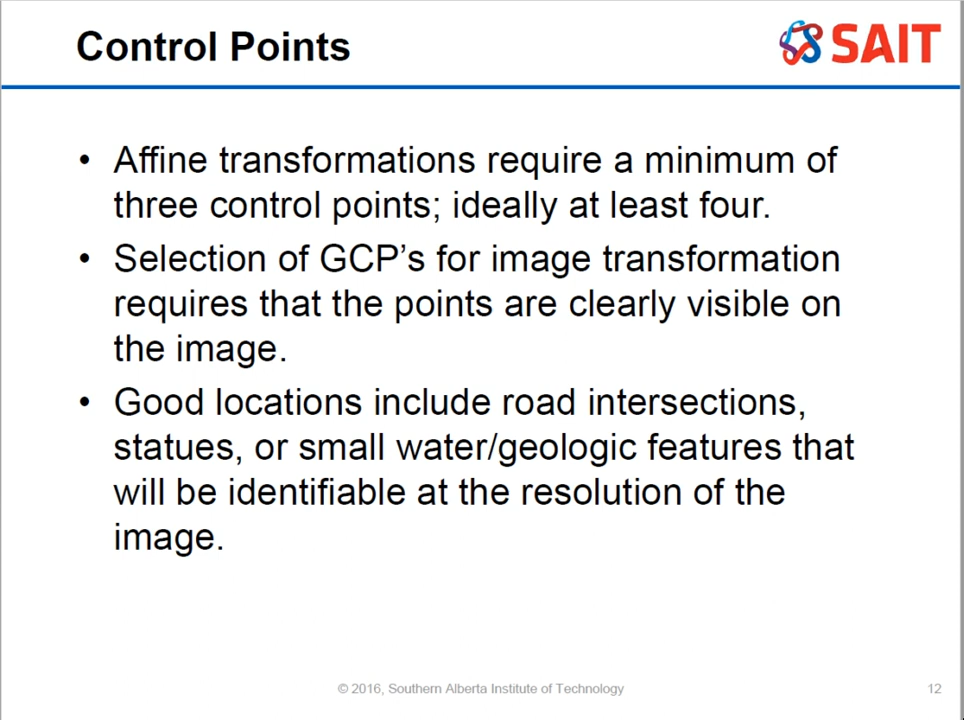 Control Points
SAIT
• Affine transformations require a minimum of
three control points; ideally at least four.
• Selection of GCP’s for image transformation
requires that the points are clearly visible on
the image.
• Good locations include road intersections,
statues, or small water/geologic features that
will be identifiable at the resolution of the
image.
© 2016, Southern Alberta Institute of Technology
12